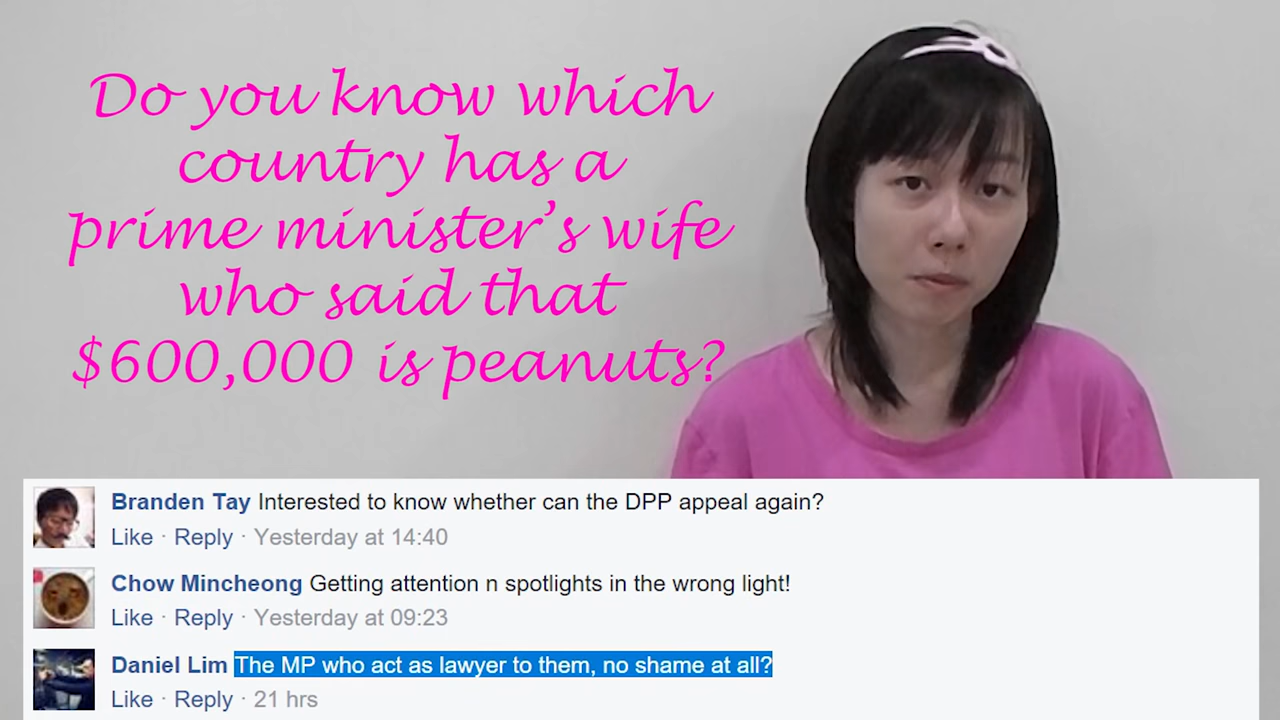 Do you know which
country has a
prime minister's wife
who said that
$600,000 is peanuts?
Branden Tay Interested to know whether can the DPP appeal again?
Like · Reply · Yesterday at 14:40
Chow Mincheong Getting attention n spotlights in the wrong light!
Like · Reply · Yesterday at 09:23
Daniel Lim The MP who act as lawyer to them, no shame at all?
Like · Reply · 21 hrs